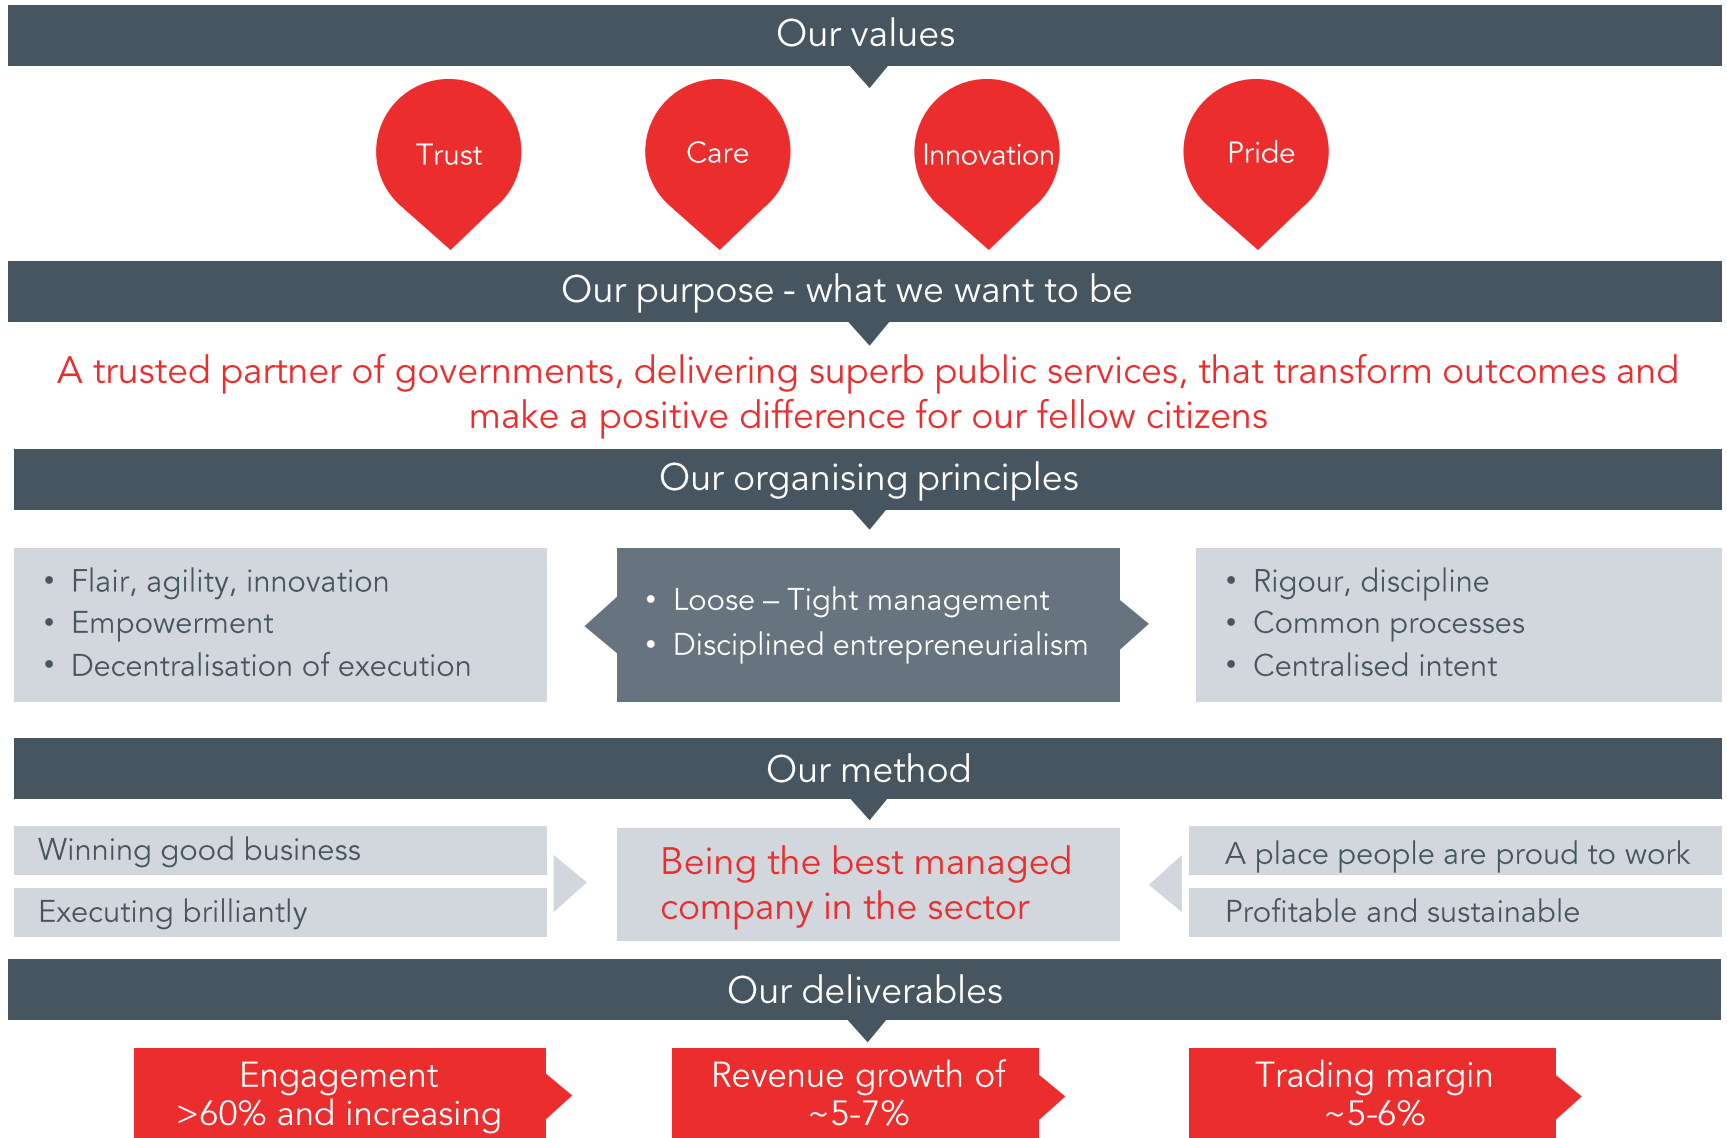 Our values
Trust
Care
Innovation
Pride
Our purpose - what we want to be
A trusted partner of governments, delivering superb public services, that transform outcomes and
make a positive difference for our fellow citizens
Our organising principles
• Flair, agility, innovation
• Empowerment
• Decentralisation of execution
• Loose – Tight management
• Disciplined entrepreneurialism
• Rigour, discipline
• Common processes
• Centralised intent
Our method
Winning good business
Executing brilliantly
Being the best managed
company in the sector
A place people are proud to work
Profitable and sustainable
Our deliverables
Engagement
>60% and increasing
Revenue growth of
~5-7%
Trading margin
~5-6%